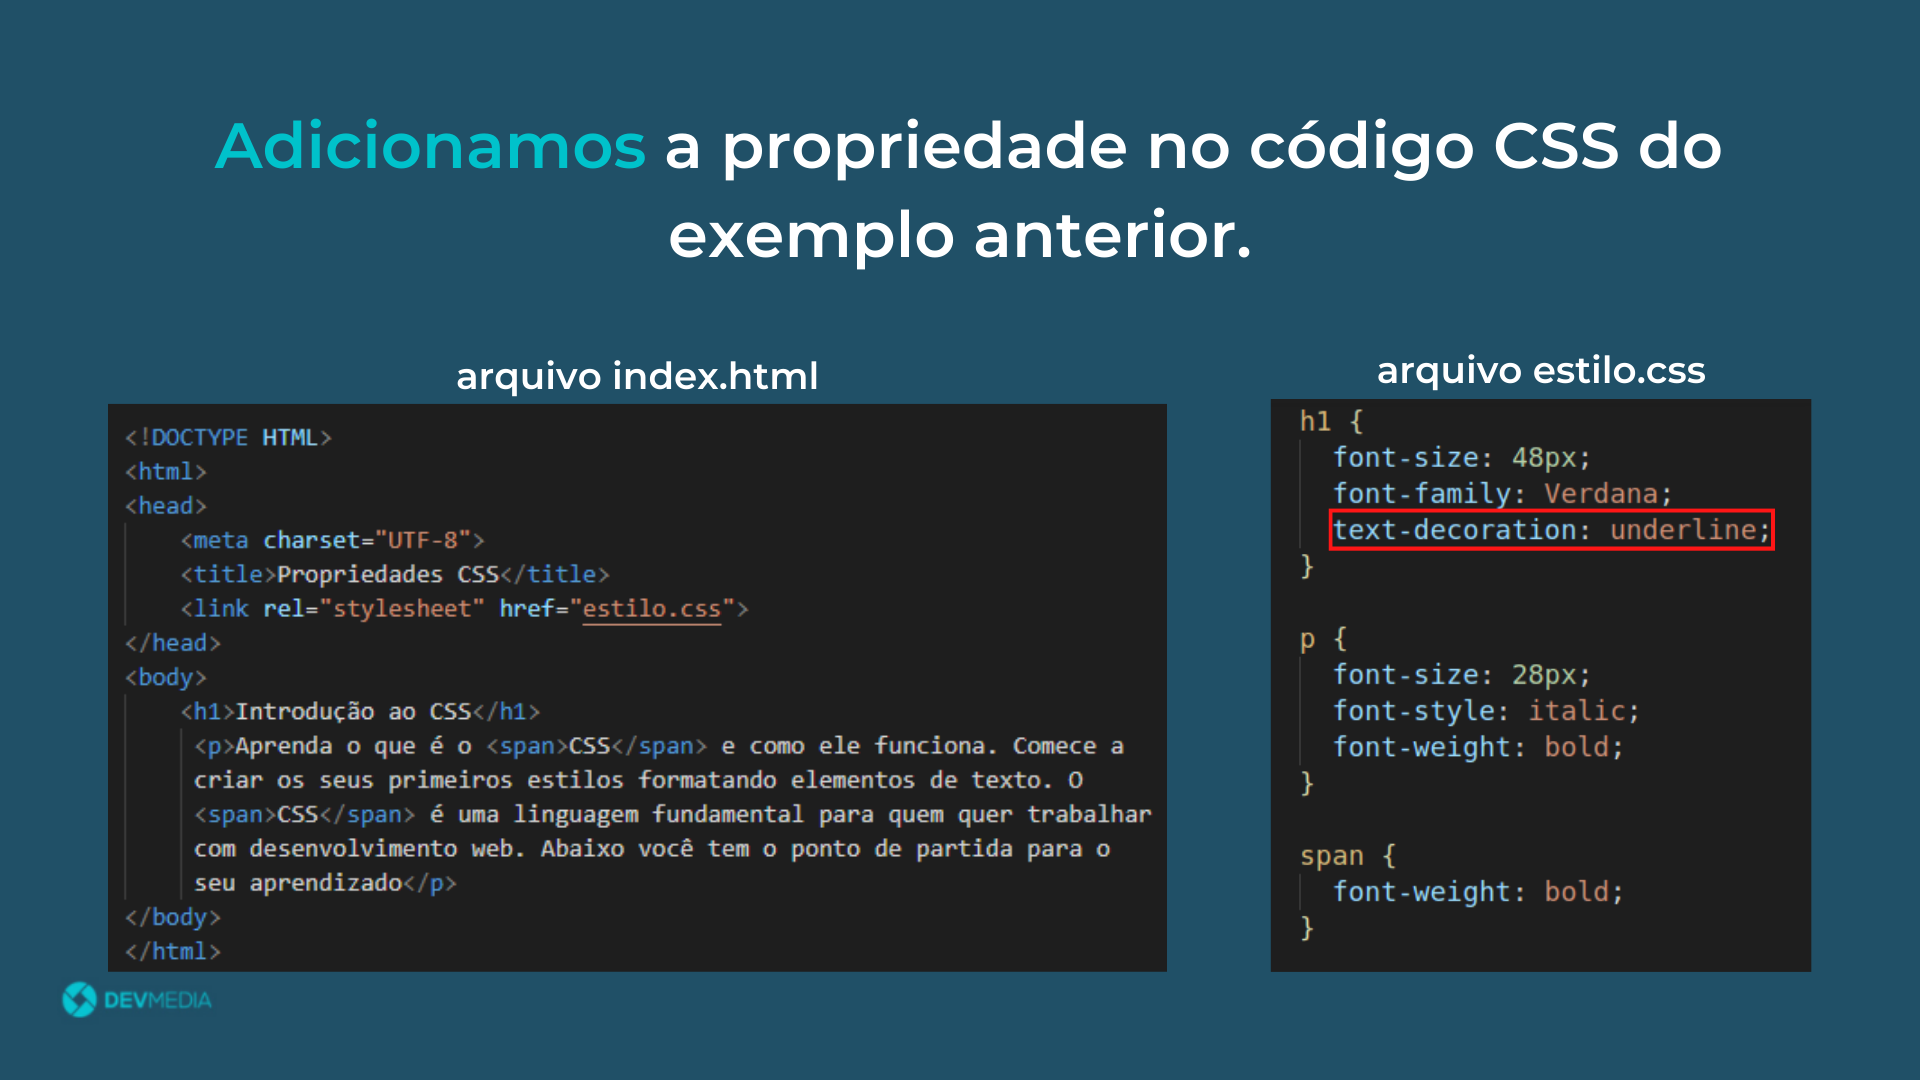 Adicionamos a propriedade no código CSS do
exemplo anterior.
arquivo index.html
<!DOCTYPE HTML>
<html>
<head>
<meta charset="UTF-8">
<title>Propriedades CSS</title>
<link rel="stylesheet" href="estilo.css">
</head>
<body>
<h1>Introdução ao CSS</h1>
<p>Aprenda o que é o <span>CSS</span> e como ele funciona. Comece a
criar os seus primeiros estilos formatando elementos de texto. O
<span>CSS</span> é uma linguagem fundamental para quem quer trabalhar
com desenvolvimento web. Abaixo você tem o ponto de partida para o
seu aprendizado</p>
</body>
</html>
arquivo estilo.css
h1 {
font-size: 48px;
font-family: Verdana;
text-decoration: underline;
}
p {
font-size: 28px;
font-style: italic;
font-weight: bold;
}
span {
font-weight: bold;
}
DEVMEDIA